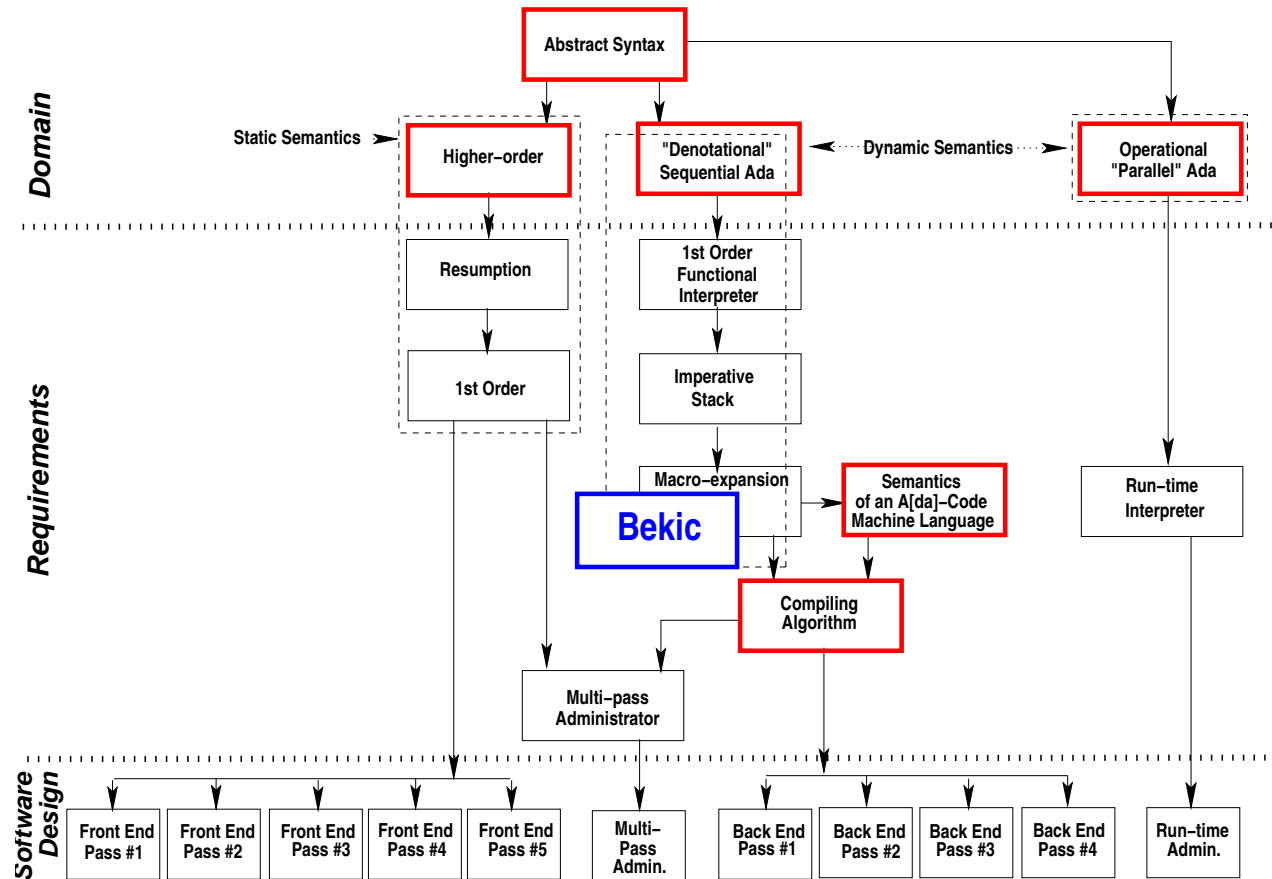 Abstract Syntax
Domain
Static Semantics
Higher-order
"Denotational"
Sequential Ada
Dynamic Semantics
Operational
"Parallel" Ada
Requirements
Resumption
1st Order
Functional
Interpreter
1st Order
Imperative
Stack
Macro-expansion
Bekic
Semantics
of an A[da]-Code
Machine Language
Run-time
Interpreter
Compiling
Algorithm
Multi-pass
Administrator
Software
Design
Front End
Pass #1
Front End
Pass #2
Front End
Pass #3
Front End
Pass #4
Front End
Pass #5
Multi-
Pass
Admin.
Back End
Pass #1
Back End
Pass #2
Back End
Pass #3
Back End
Pass #4
Run-time
Admin.